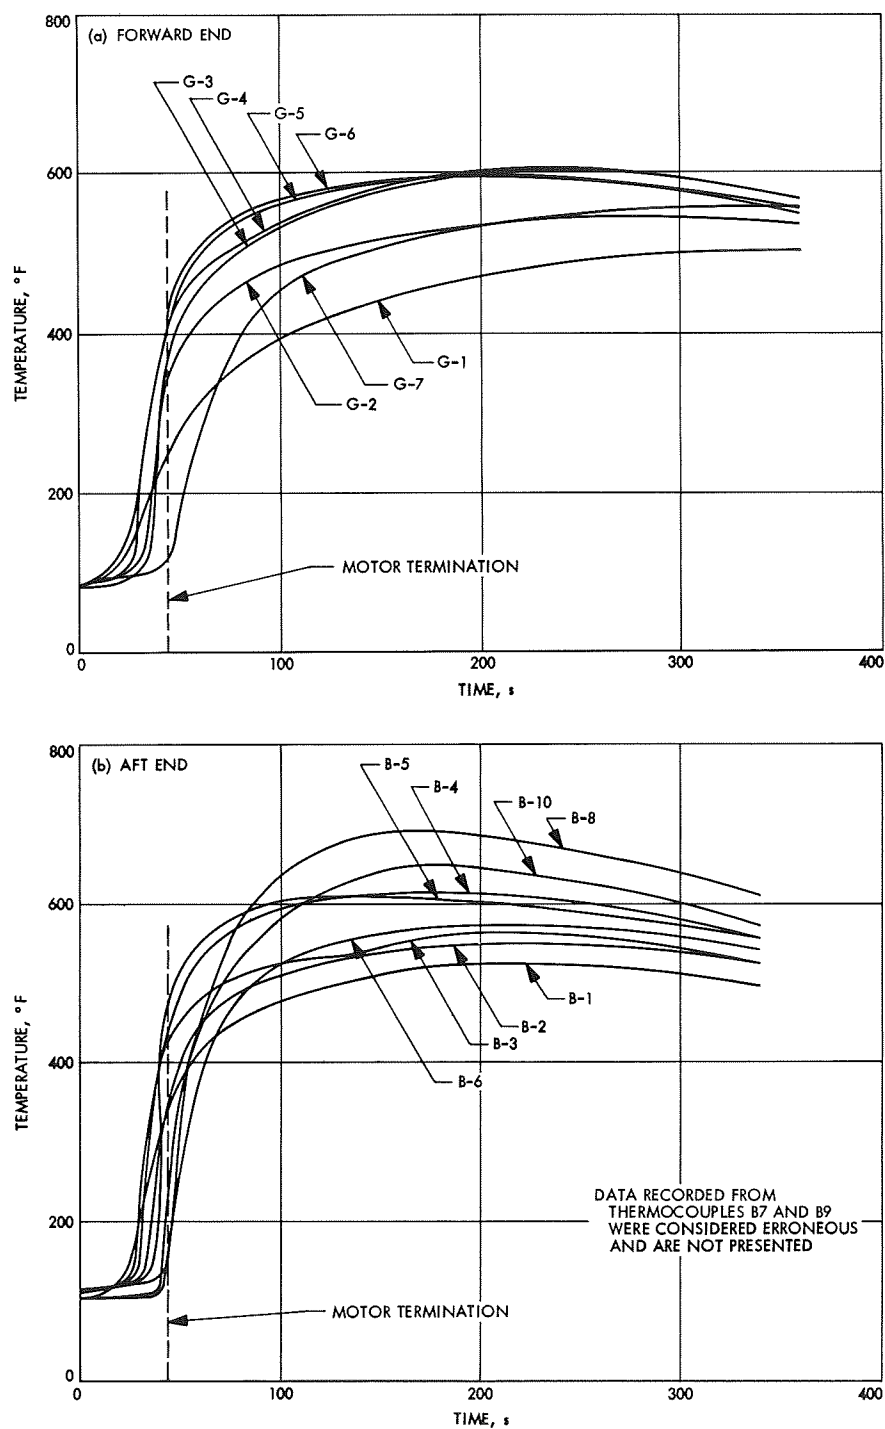 800
(a) FORWARD END
G-3
G-4
G-5
G-6
600
TEMPERATURE, °F
400
G-1
G-7
G-2
200
MOTOR TERMINATION
0
0 100 200 300 400
TIME, s
800
(b) AFT END
B-5
B-4
B-10
B-8
600
TEMPERATURE, °F
B-1
B-2
B-3
400
B-6
DATA RECORDED FROM
THERMOCOUPLES B7 AND B9
WERE CONSIDERED ERRONEOUS
AND ARE NOT PRESENTED
200
MOTOR TERMINATION
0
0 100 200 300 400
TIME, s